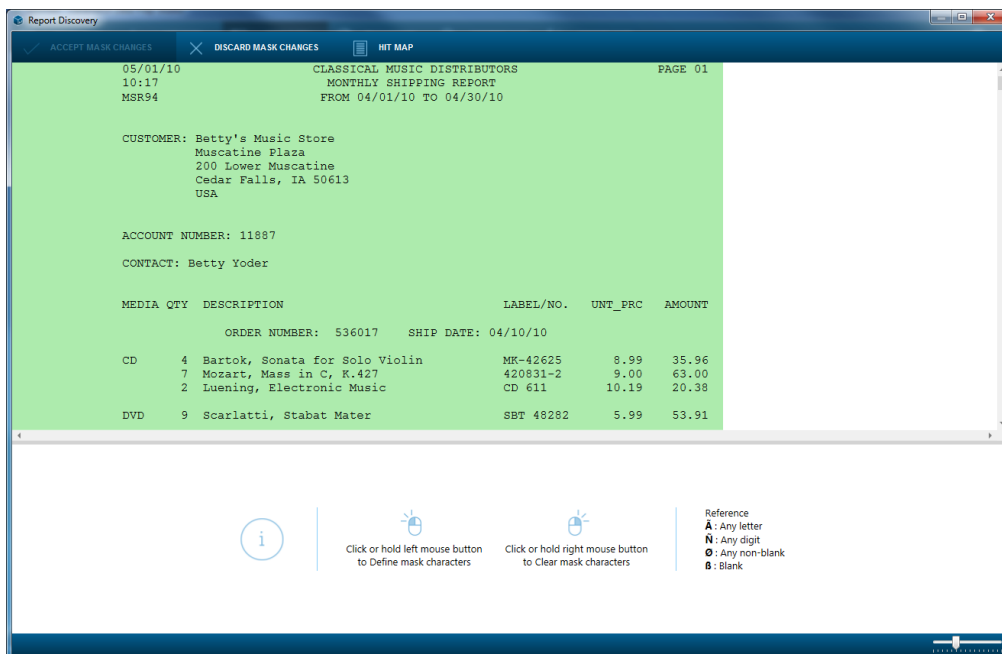 Report Discovery
ACCEPT MASK CHANGES DISCARD MASK CHANGES HIT MAP
05/01/10 CLASSICAL MUSIC DISTRIBUTORS PAGE 01
10:17 MONTHLY SHIPPING REPORT
MSR94 FROM 04/01/10 TO 04/30/10
CUSTOMER: Betty's Music Store
Muscatine Plaza
200 Lower Muscatine
Cedar Falls, IA 50613
USA
ACCOUNT NUMBER: 11887
CONTACT: Betty Yoder
MEDIA QTY DESCRIPTION LABEL/NO. UNT_PRC AMOUNT
ORDER NUMBER: 536017 SHIP DATE: 04/10/10
CD 4 Bartok, Sonata for Solo Violin MK-42625 8.99 35.96
7 Mozart, Mass in C, K.427 420831-2 9.00 63.00
2 Luening, Electronic Music CD 611 10.19 20.38
DVD 9 Scarlatti, Stabat Mater SBT 48282 5.99 53.91
i
Click or hold left mouse button
to Define mask characters
Click or hold right mouse button
to Clear mask characters
Reference
Ã : Any letter
Ñ : Any digit
Ø : Any non-blank
ß : Blank